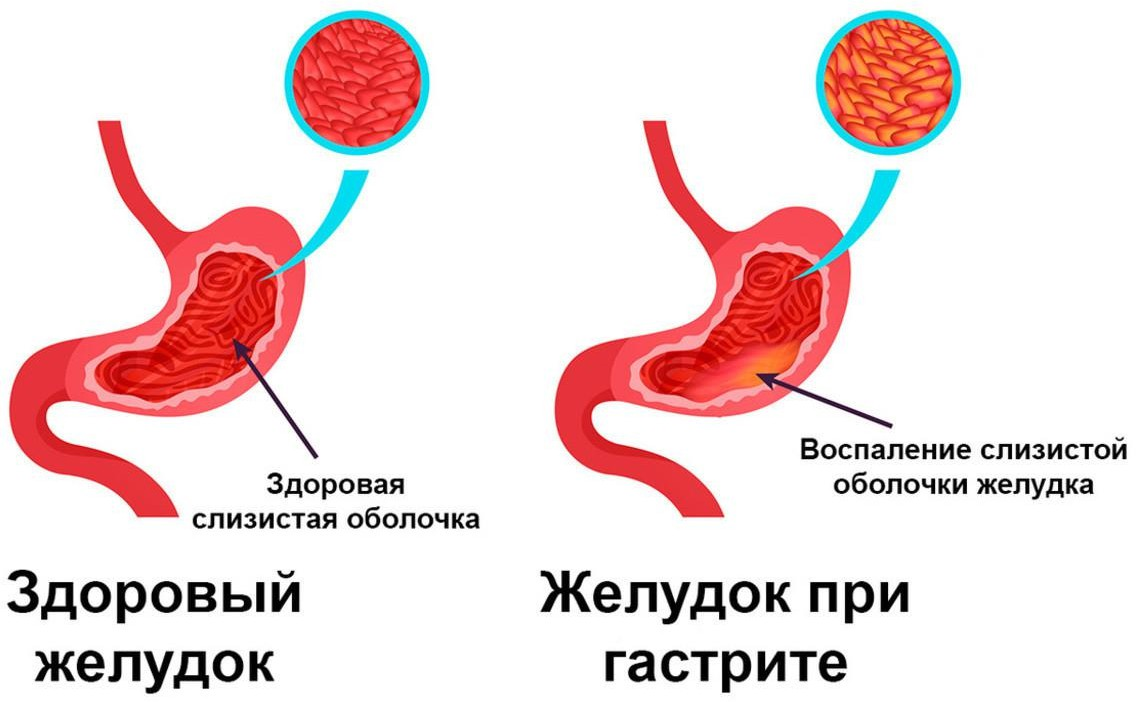 Здоровая
слизистая оболочка
Здоровый
желудок
Воспаление слизистой
оболочки желудка
Желудок при
гастрите